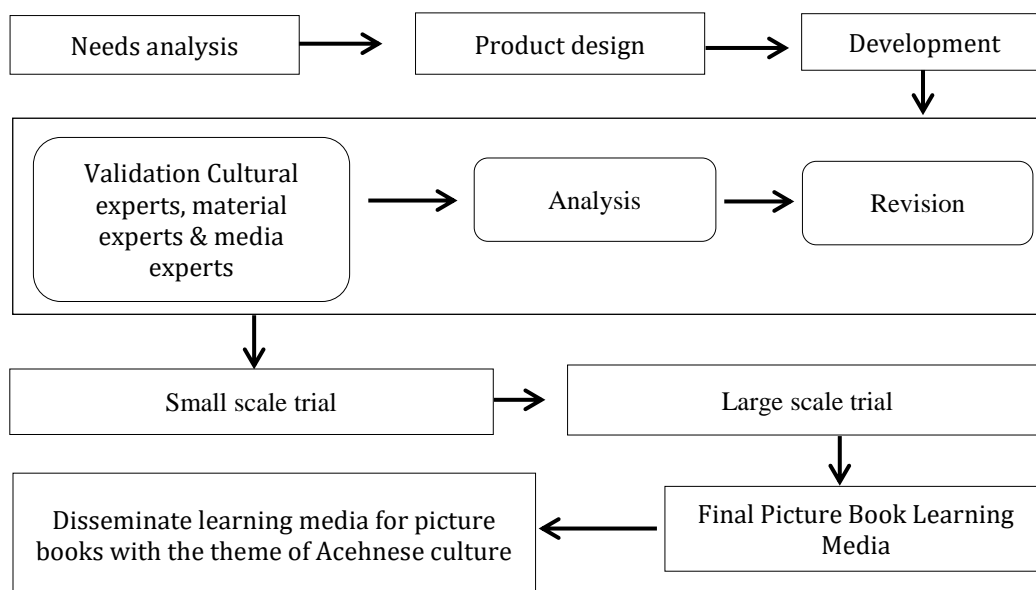 Needs analysis
Product design
Development
Validation Cultural
experts, material
experts & media
experts
Analysis
Revision
Small scale trial
Large scale trial
Final Picture Book Learning
Media
Disseminate learning media for picture
books with the theme of Acehnese culture